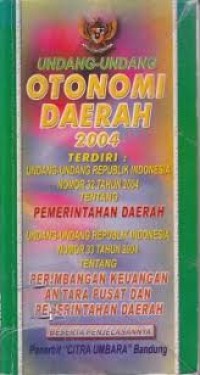 UNDANG-UNDANG
OTONOMI
DAERAH
2004
TERDIRI :
UNDANG-UNDANG REPUBLIK INDONESIA
NOMOR 32 TAHUN 2004
TENTANG
PEMERINTAHAN DAERAH
UNDANG-UNDANG REPUBLIK INDONESIA
NOMOR 33 TAHUN 2004
TENTANG
PERIMBANGAN KEUANGAN
ANTARA PUSAT DAN
PEMERINTAHAN DAERAH
BESERTA PENJELASANNYA
Penerbit "CITRA UMBARA" Bandung